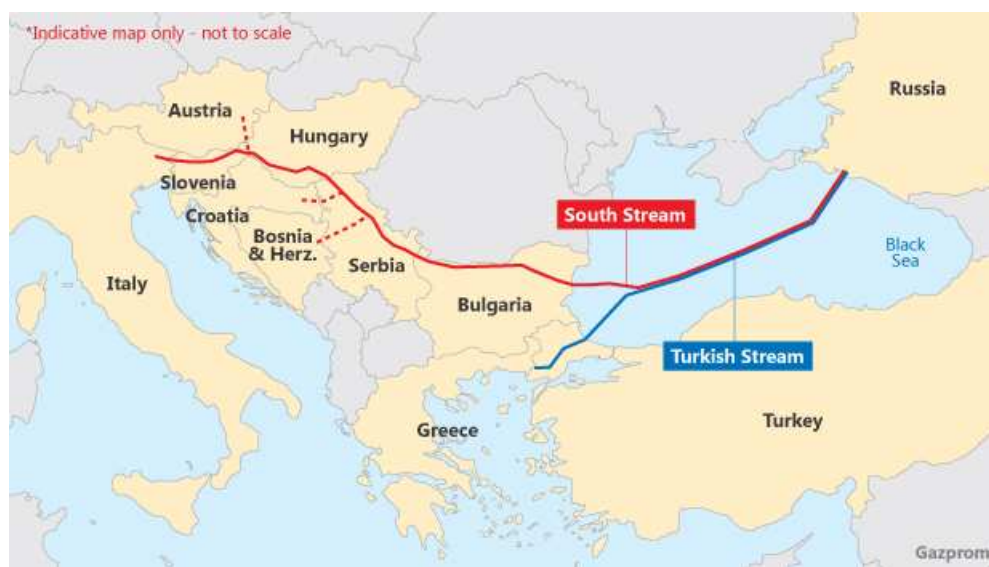 *Indicative map only - not to scale
Russia
Austria
Hungary
Slovenia
Croatia
South Stream
Bosnia
& Herz.
Black
Sea
Serbia
Italy
Bulgaria
Turkish Stream
Turkey
Greece
Gazprom